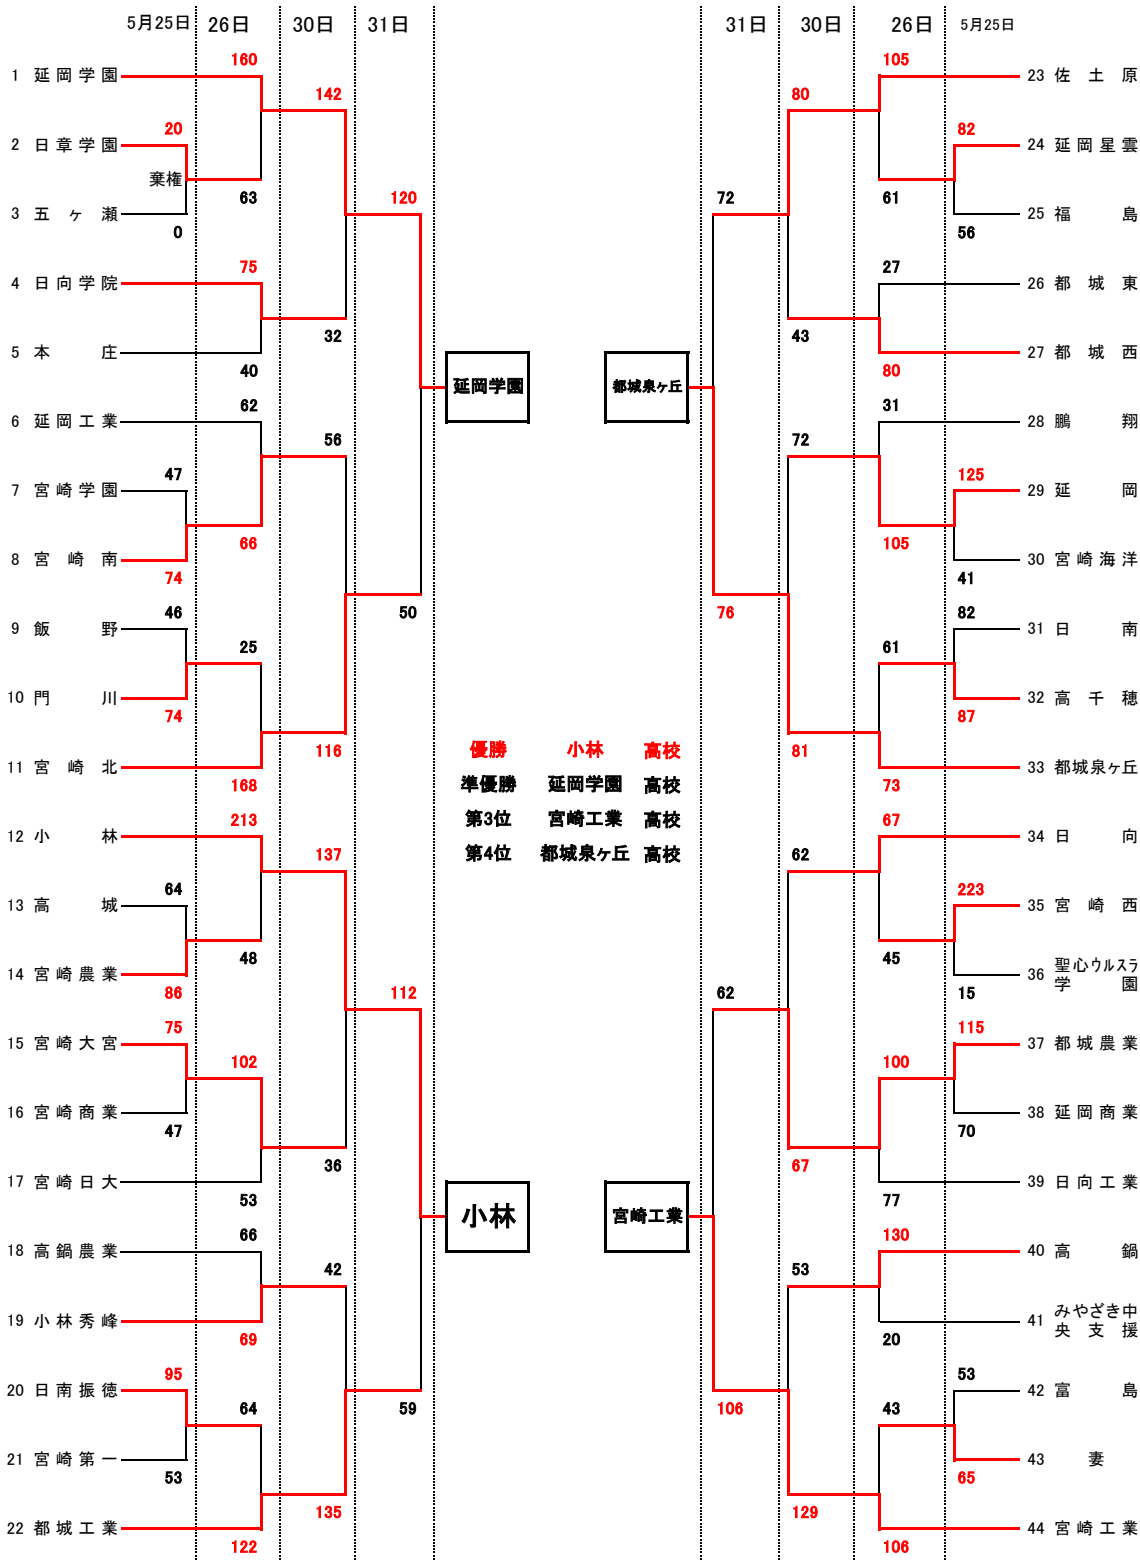 5月25日 26日 30日 31日 31日 30日 26日 5月25日
160 105
1 延岡学園 23 佐土原
142 80
20 82
2 日章学園 24 延岡星雲
棄権
63 120 72 61
3 五ヶ瀬 25 福島
0 56
75 27
4 日向学院 26 都城東
32 43
5 本庄 27 都城西
40 80
延岡学園 都城泉ヶ丘
62 31
6 延岡工業 28 鵬翔
56 72
47 125
7 宮崎学園 29 延岡
66 105
8 宮崎南 30 宮崎海洋
74 41
46 50 76 82
9 飯野 31 日南
25 61
10 門川 32 高千穂
74 87
116 優勝 小林 高校 81
11 宮崎北 33 都城泉ヶ丘
168 準優勝 延岡学園 高校 73
213 第3位 宮崎工業 高校 67
12 小林 34 日向
137 第4位 都城泉ヶ丘 高校 62
64 223
13 高城 35 宮崎西
48 45
14 宮崎農業 36 聖心ウルスラ
学園
86 112 62 15
75 115
15 宮崎大宮 37 都城農業
102 100
16 宮崎商業 38 延岡商業
47 70
36 67
17 宮崎日大 39 日向工業
53 77
小林 宮崎工業
66 130
18 高鍋農業 40 高鍋
42 53
19 小林秀峰 41 みやざき中
央支援
69 20
95 53
20 日南振徳 42 富島
64 59 106 43
21 宮崎第一 43 妻
53 65
135 129
22 都城工業 44 宮崎工業
122 106